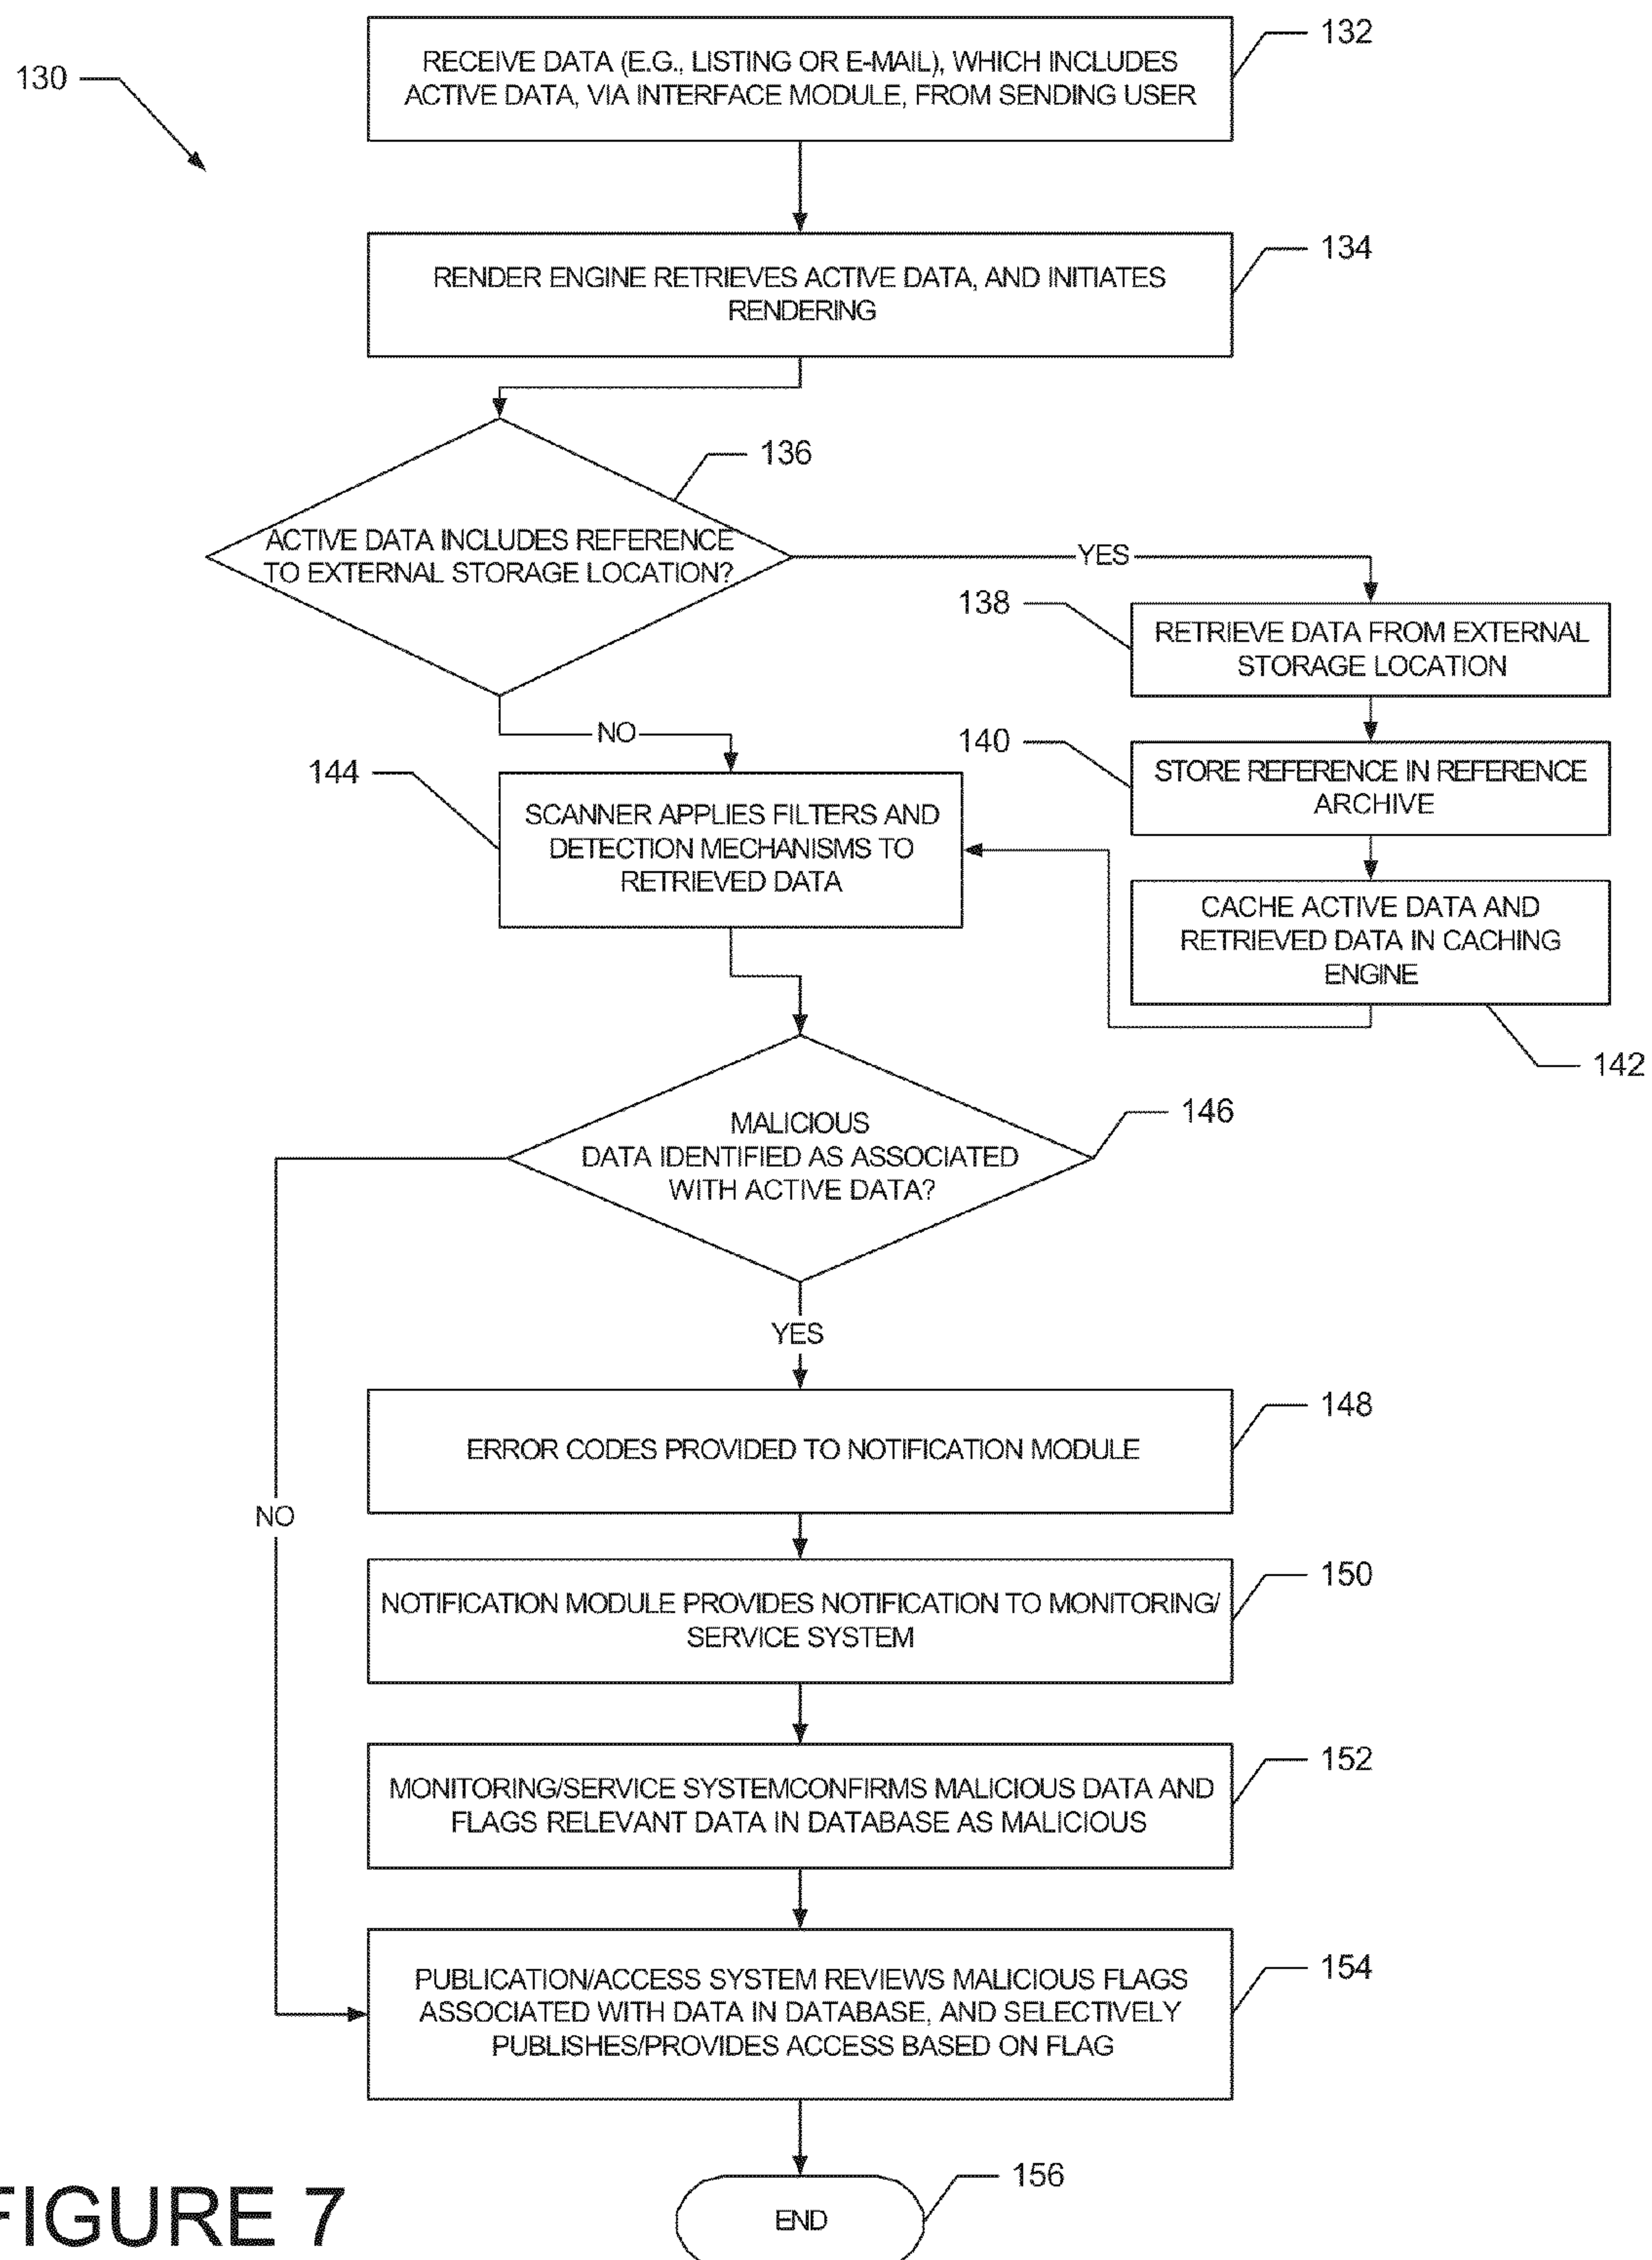 132
RECEIVE DATA (E.G., LISTING OR E-MAIL), WHICH INCLUDES
ACTIVE DATA, VIA INTERFACE MODULE, FROM SENDING USER
130
134
RENDER ENGINE RETRIEVES ACTIVE DATA, AND INITIATES
RENDERING
136
ACTIVE DATA INCLUDES REFERENCE
TO EXTERNAL STORAGE LOCATION?
YES
138
RETRIEVE DATA FROM EXTERNAL
STORAGE LOCATION
NO
140
STORE REFERENCE IN REFERENCE
ARCHIVE
144
SCANNER APPLIES FILTERS AND
DETECTION MECHANISMS TO
RETRIEVED DATA
CACHE ACTIVE DATA AND
RETRIEVED DATA IN CACHING
ENGINE
142
146
MALICIOUS
DATA IDENTIFIED AS ASSOCIATED
WITH ACTIVE DATA?
YES
148
ERROR CODES PROVIDED TO NOTIFICATION MODULE
NO
150
NOTIFICATION MODULE PROVIDES NOTIFICATION TO MONITORING/
SERVICE SYSTEM
152
MONITORING/SERVICE SYSTEMCONFIRMS MALICIOUS DATA AND
FLAGS RELEVANT DATA IN DATABASE AS MALICIOUS
154
PUBLICATION/ACCESS SYSTEM REVIEWS MALICIOUS FLAGS
ASSOCIATED WITH DATA IN DATABASE, AND SELECTIVELY
PUBLISHES/PROVIDES ACCESS BASED ON FLAG
156
END
FIGURE 7